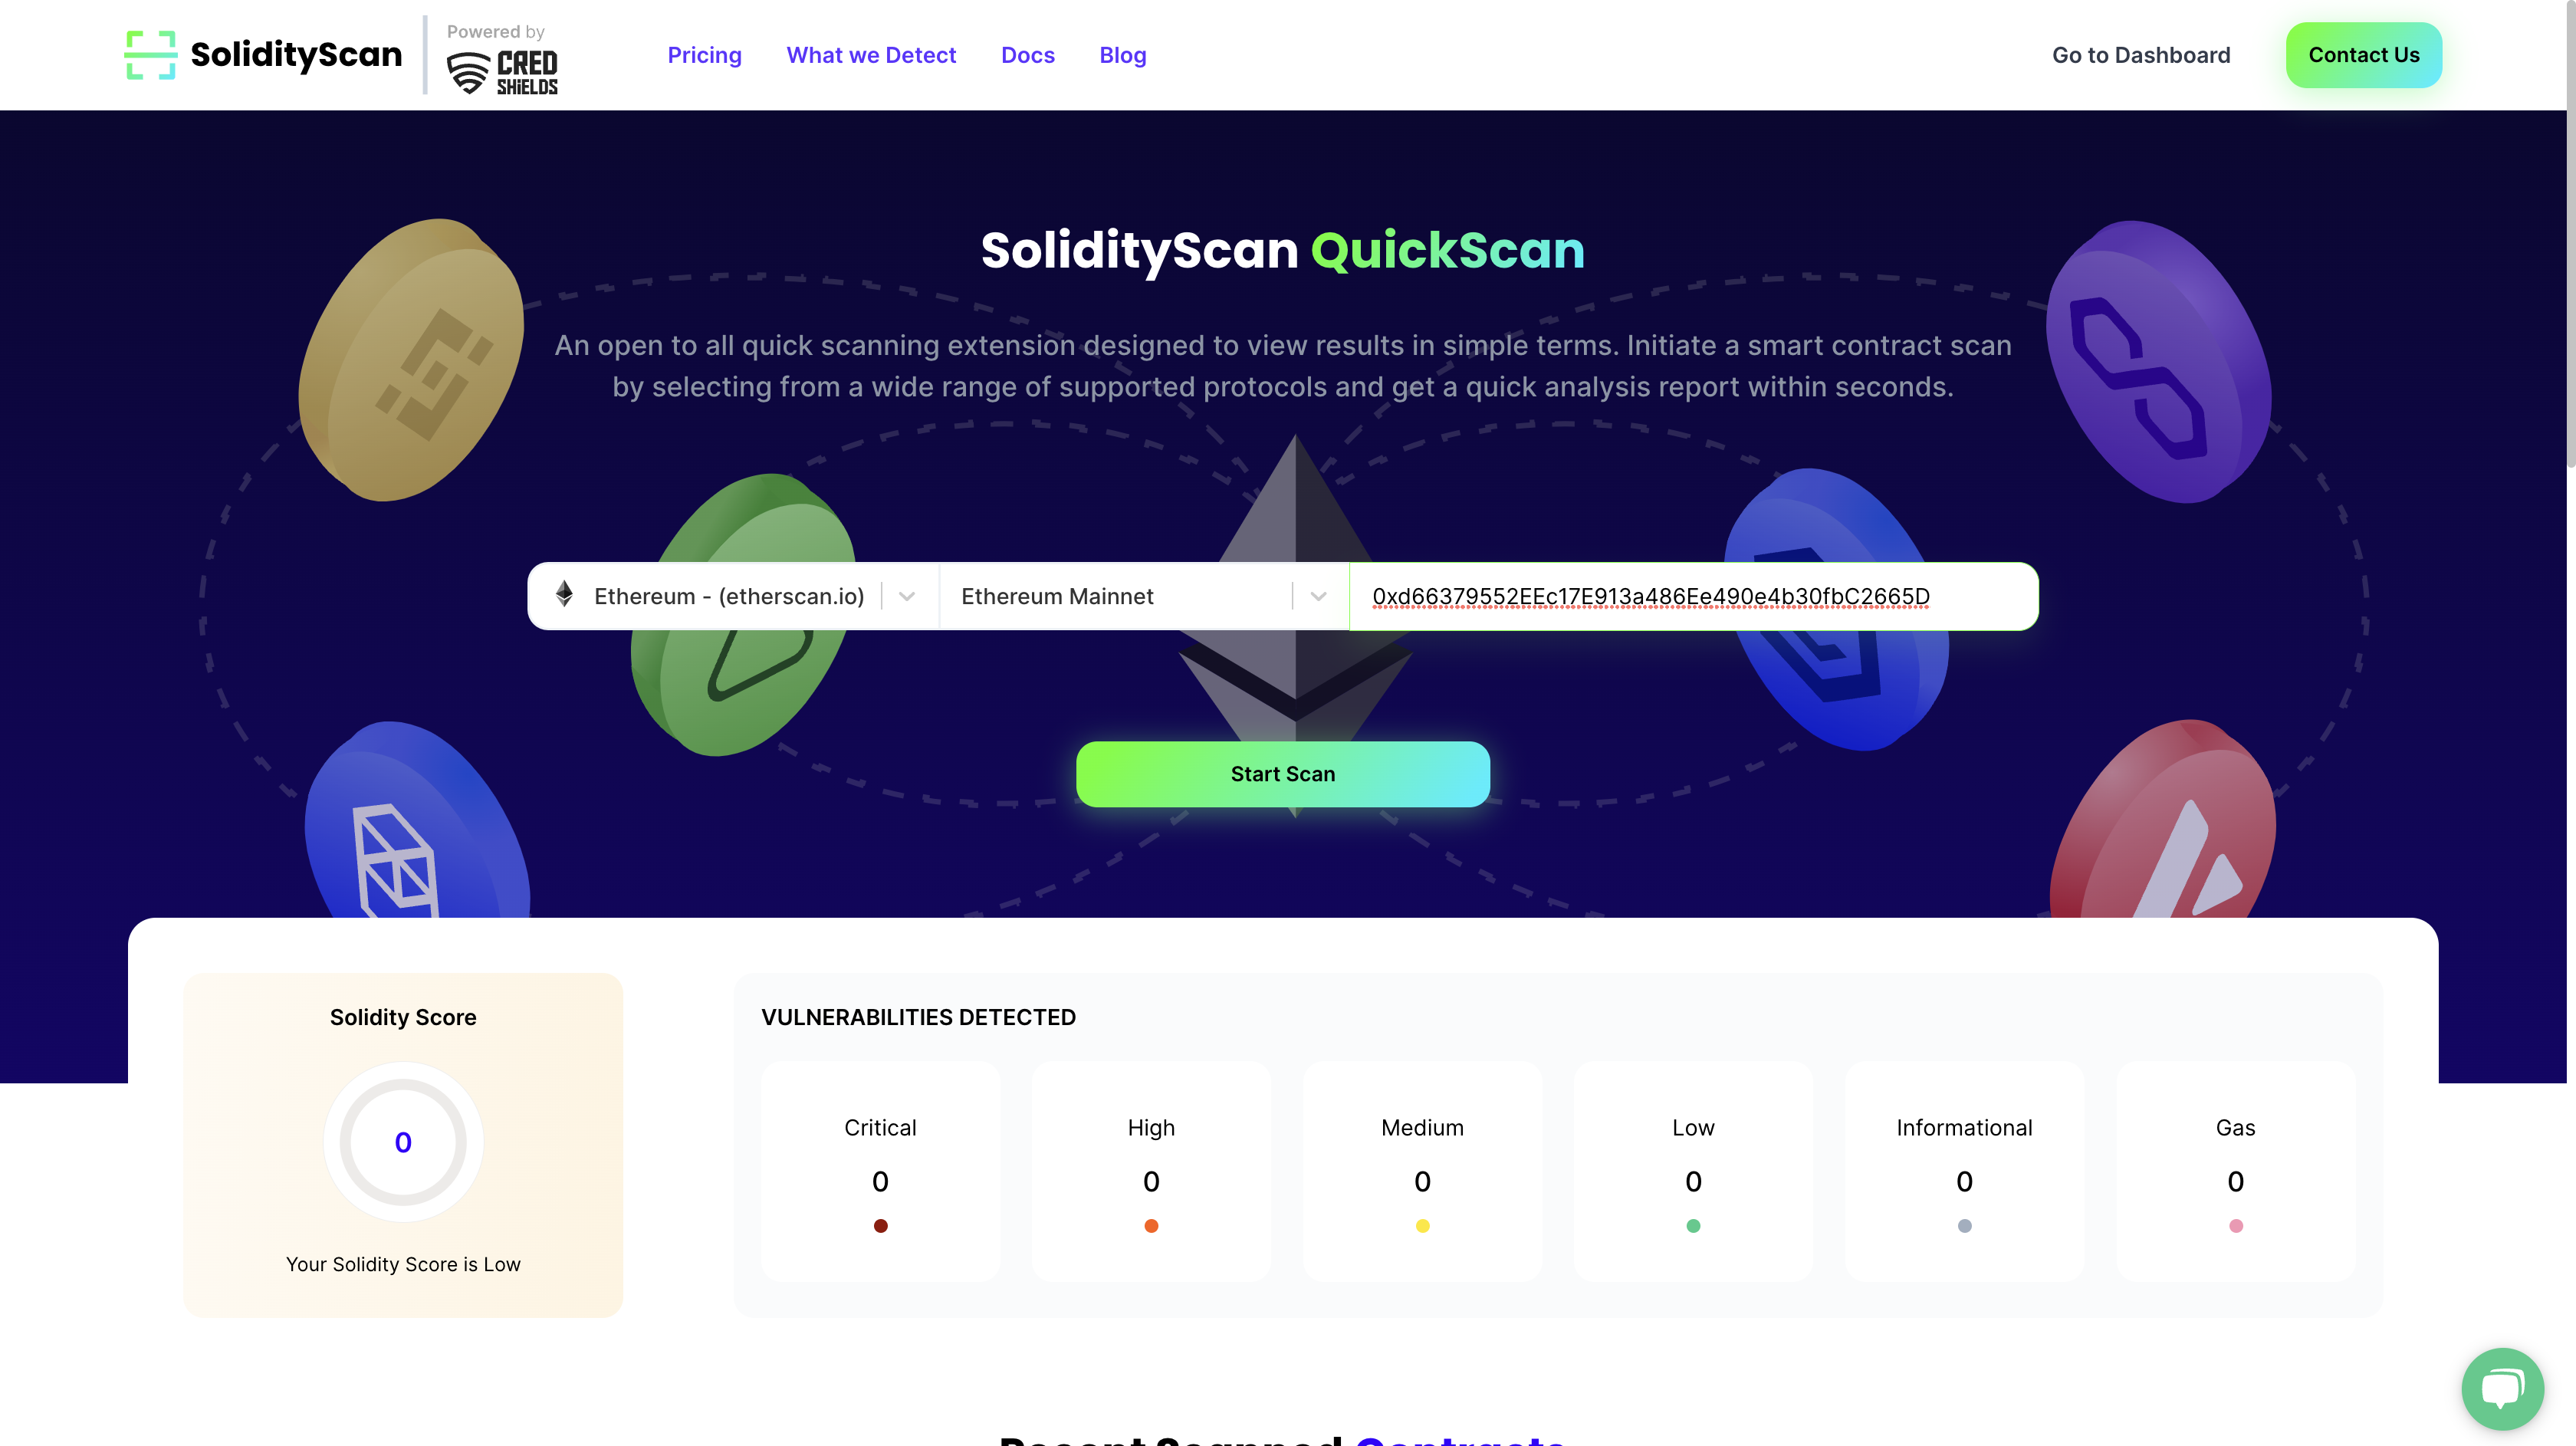 SolidityScan
Powered by
CRED
SHiELDS
Pricing
What we Detect
Docs
Blog
Go to Dashboard
Contact Us
SolidityScan QuickScan
An open to all quick scanning extension designed to view results in simple terms. Initiate a smart contract scan
by selecting from a wide range of supported protocols and get a quick analysis report within seconds.
Ethereum - (etherscan.io)
Ethereum Mainnet
0xd66379552EEc17E913a486Ee490e4b30fbC2665D
Start Scan
Solidity Score
0
Your Solidity Score is Low
VULNERABILITIES DETECTED
Critical
0
High
0
Medium
0
Low
0
Informational
0
Gas
0
Recent Scanned Contracts